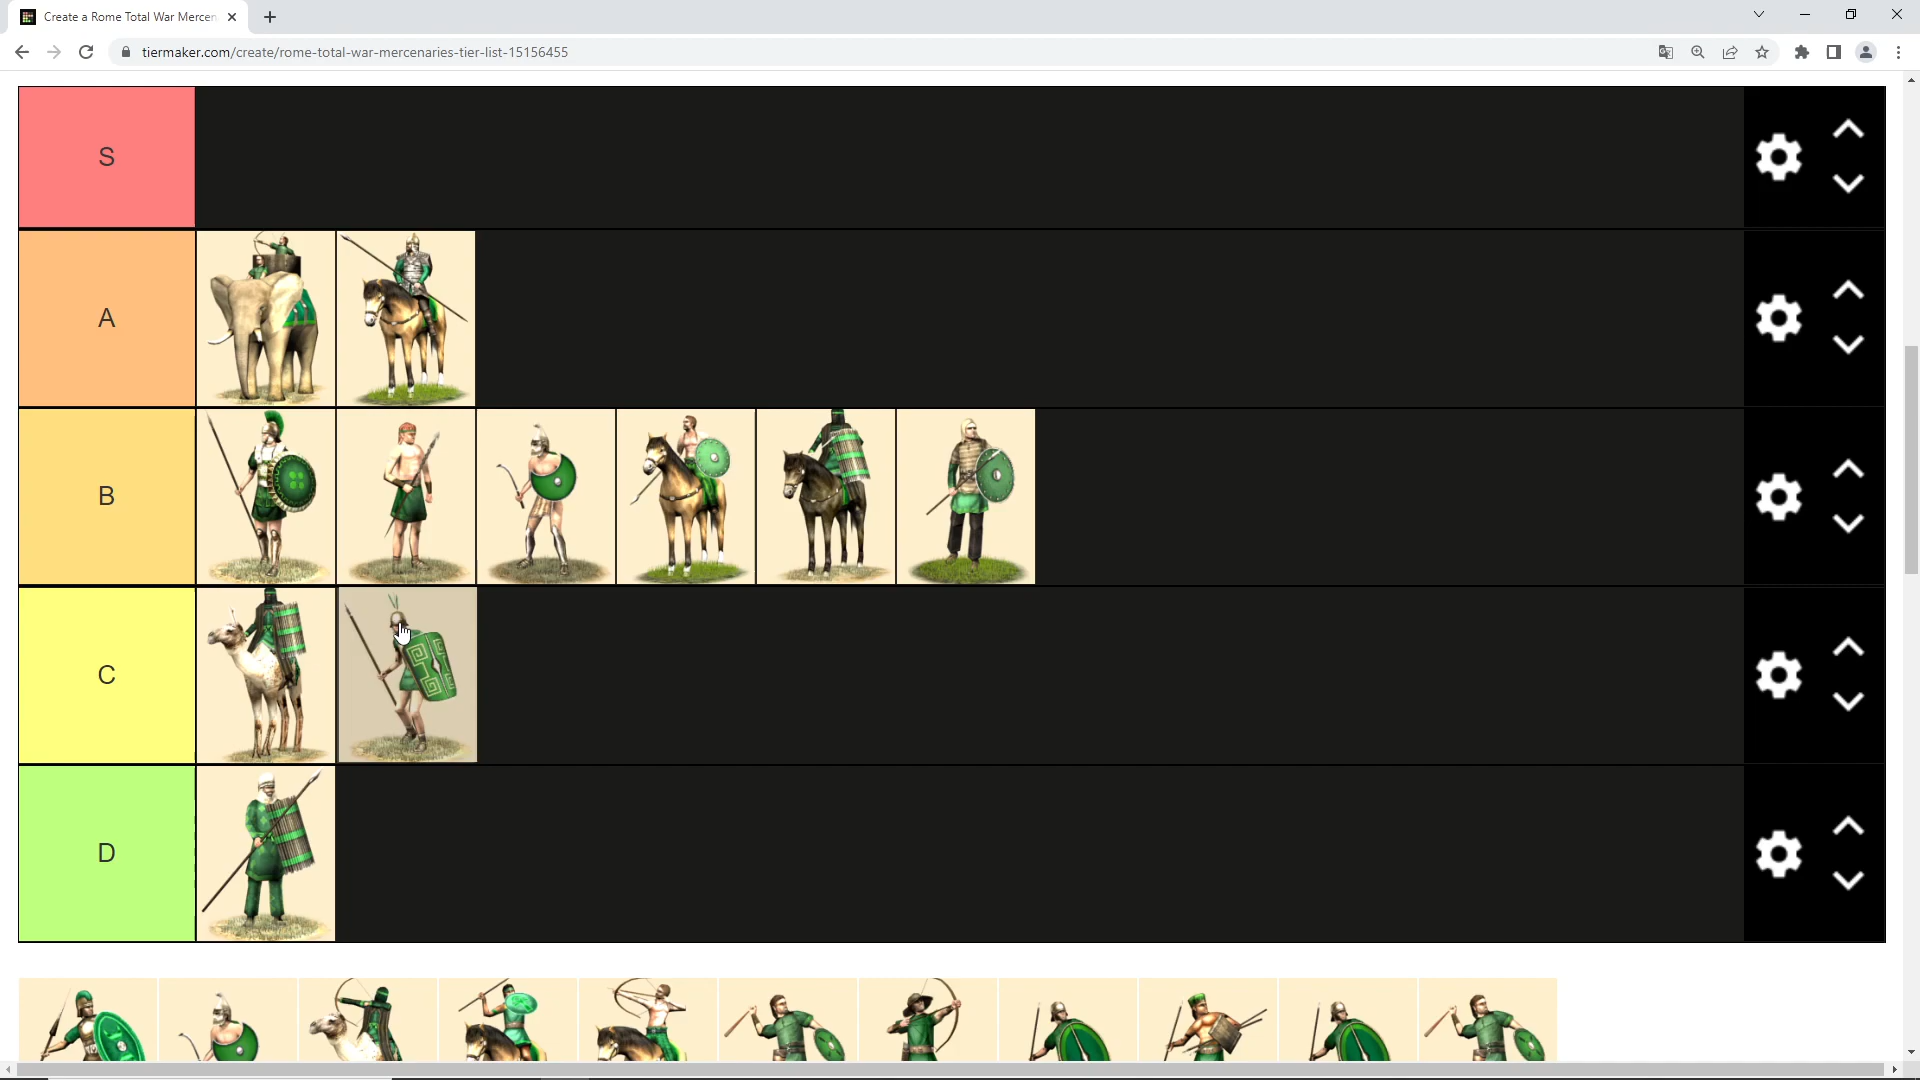 Create a Rome Total War Mercen
tiermaker.com/create/rome-total-war-mercenaries-tier-list-15156455
S
A
B
C
D